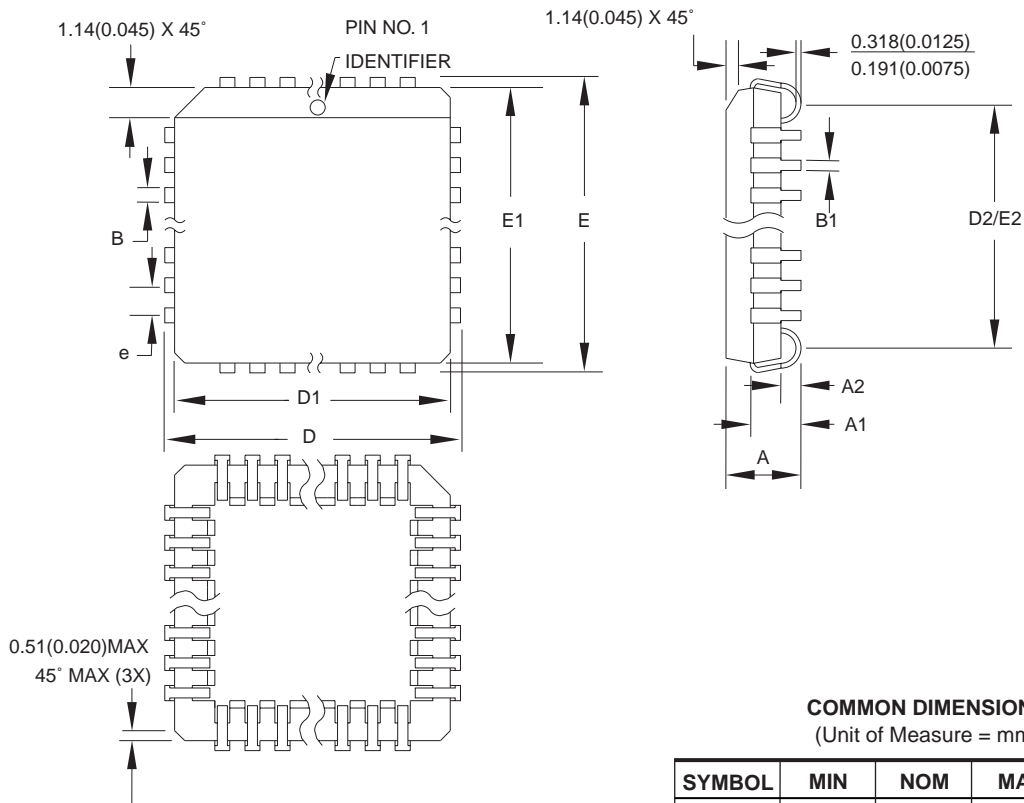 1.14(0.045) X 45˚
PIN NO. 1
IDENTIFIER
1.14(0.045) X 45˚
0.318(0.0125)
0.191(0.0075)
E1
E
B
e
B1
D2/E2
D1
D
A2
A1
A
0.51(0.020)MAX
45˚ MAX (3X)
COMMON DIMENSION
(Unit of Measure = mm
SYMBOL MIN NOM MA